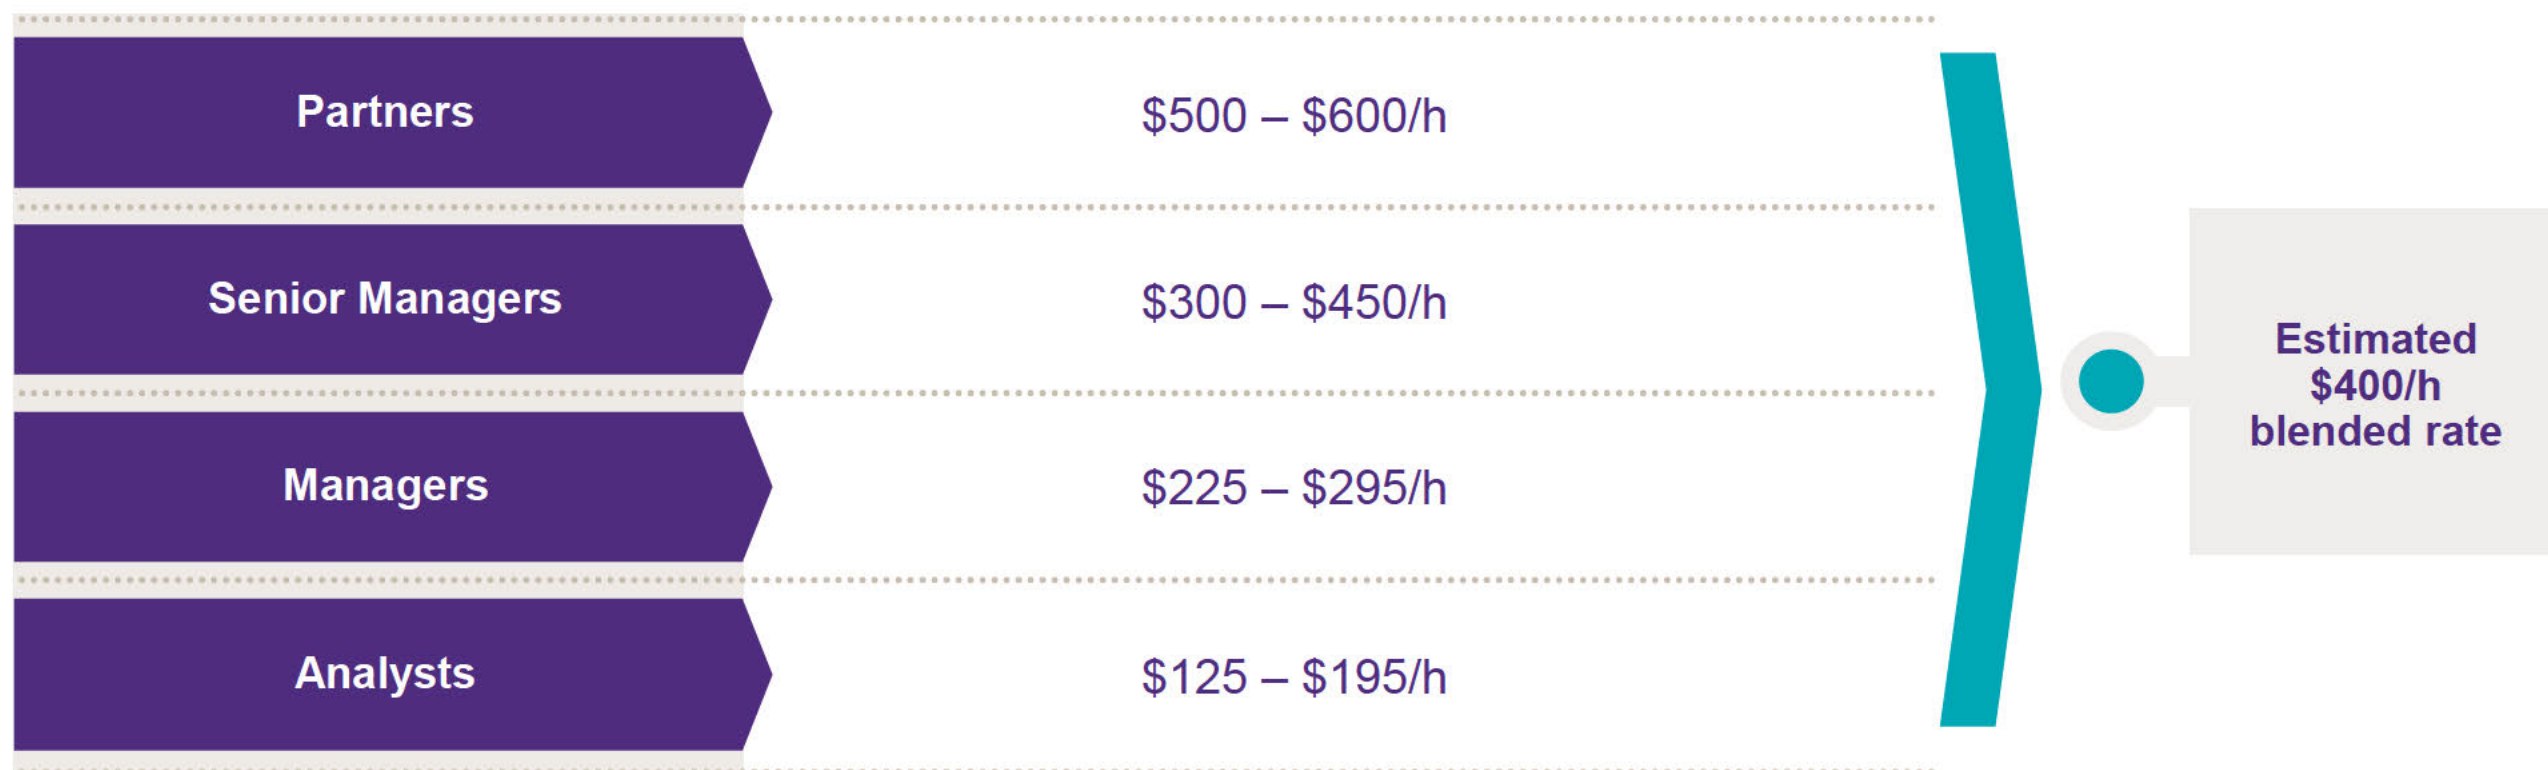 Partners
$500 – $600/h
Senior Managers
$300 – $450/h
Managers
$225 – $295/h
Analysts
$125 – $195/h
Estimated
$400/h
blended rate